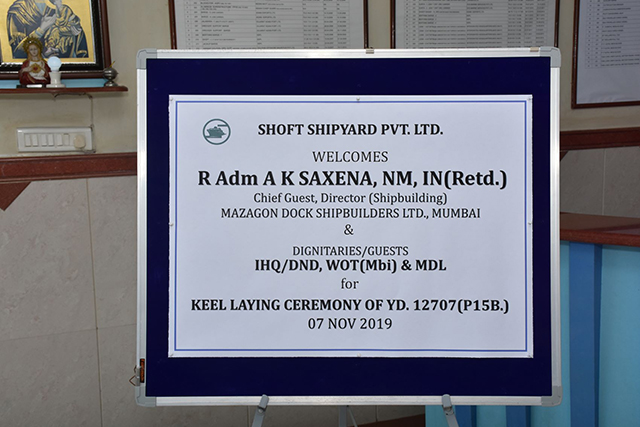 SHOFT SHIPYARD PVT. LTD.
WELCOMES
R Adm A K SAXENA, NM, IN(Retd.)
Chief Guest, Director (Shipbuilding)
MAZAGON DOCK SHIPBUILDERS LTD., MUMBAI
&
DIGNITARIES/GUESTS
IHQ/DND, WOT(Mbi) & MDL
for
KEEL LAYING CEREMONY OF YD. 12707(P15B.)
07 NOV 2019